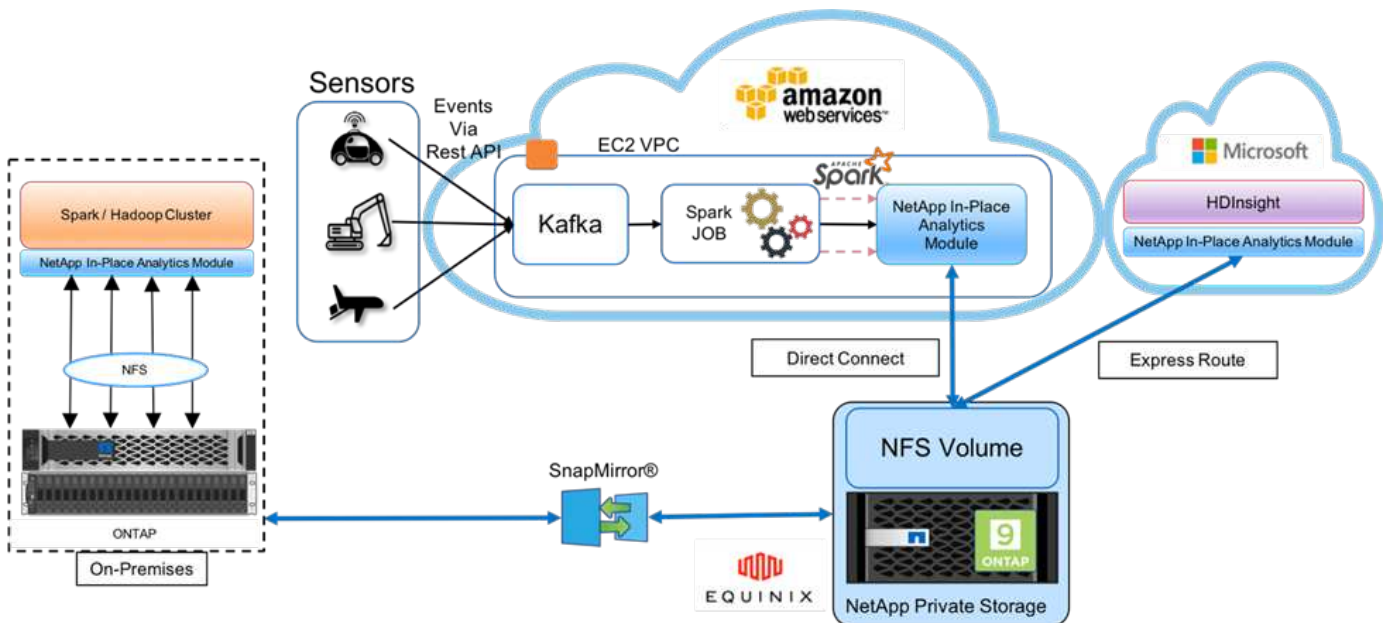 Sensors
Events
Via
Rest API
amazon
web services™
EC2 VPC
APACHE
Spark
Kafka
Spark
JOB
NetApp In-Place
Analytics
Module
Microsoft
HDInsight
NetApp In-Place Analytics Module
Spark / Hadoop Cluster
NetApp In-Place Analytics Module
NFS
ONTAP
On-Premises
Direct Connect
Express Route
SnapMirror®
EQUINIX
NFS Volume
9
ONTAP
NetApp Private Storage